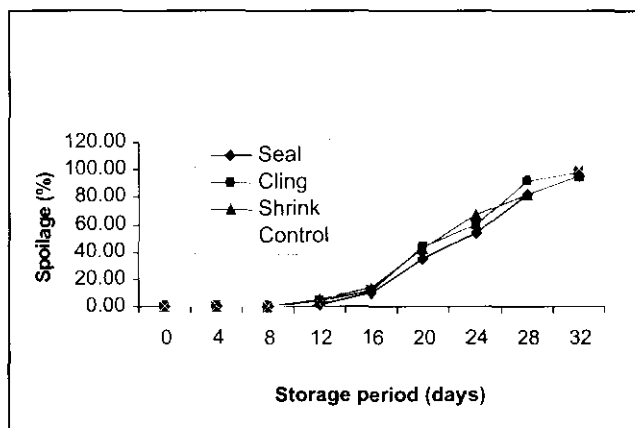 120.00
100.00
80.00
60.00
40.00
20.00
0.00
Spoilage (%)
Seal
Cling
Shrink
Control
0 4 8 12 16 20 24 28 32
Storage period (days)